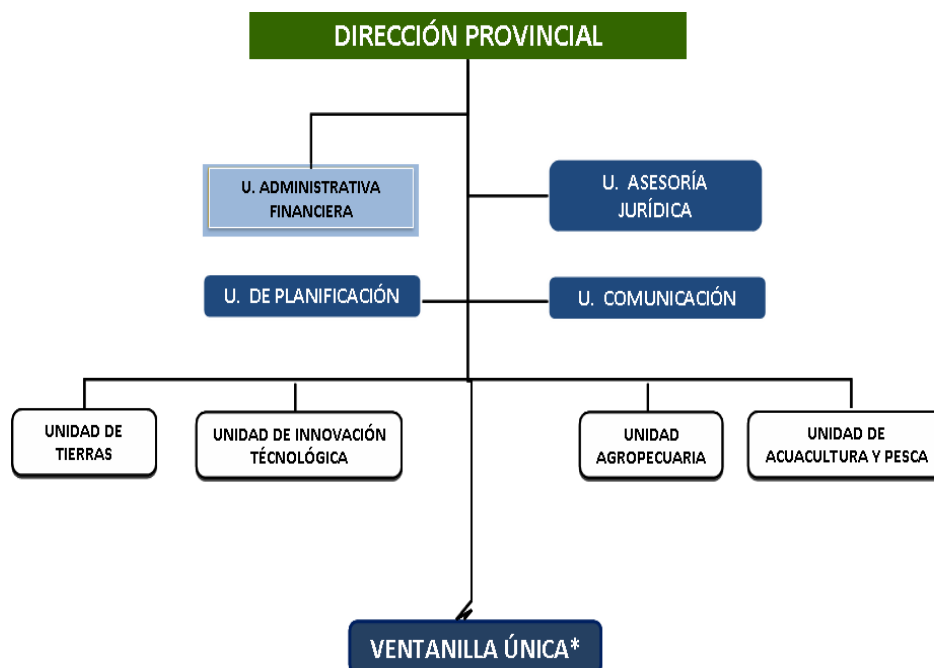 DIRECCIÓN PROVINCIAL
U. ADMINISTRATIVA
FINANCIERA
U. ASESORÍA
JURÍDICA
U. DE PLANIFICACIÓN
U. COMUNICACIÓN
UNIDAD DE
TIERRAS
UNIDAD DE INNOVACIÓN
TÉCNOLÓGICA
UNIDAD
AGROPECUARIA
UNIDAD DE
ACUACULTURA Y PESCA
VENTANILLA ÚNICA*